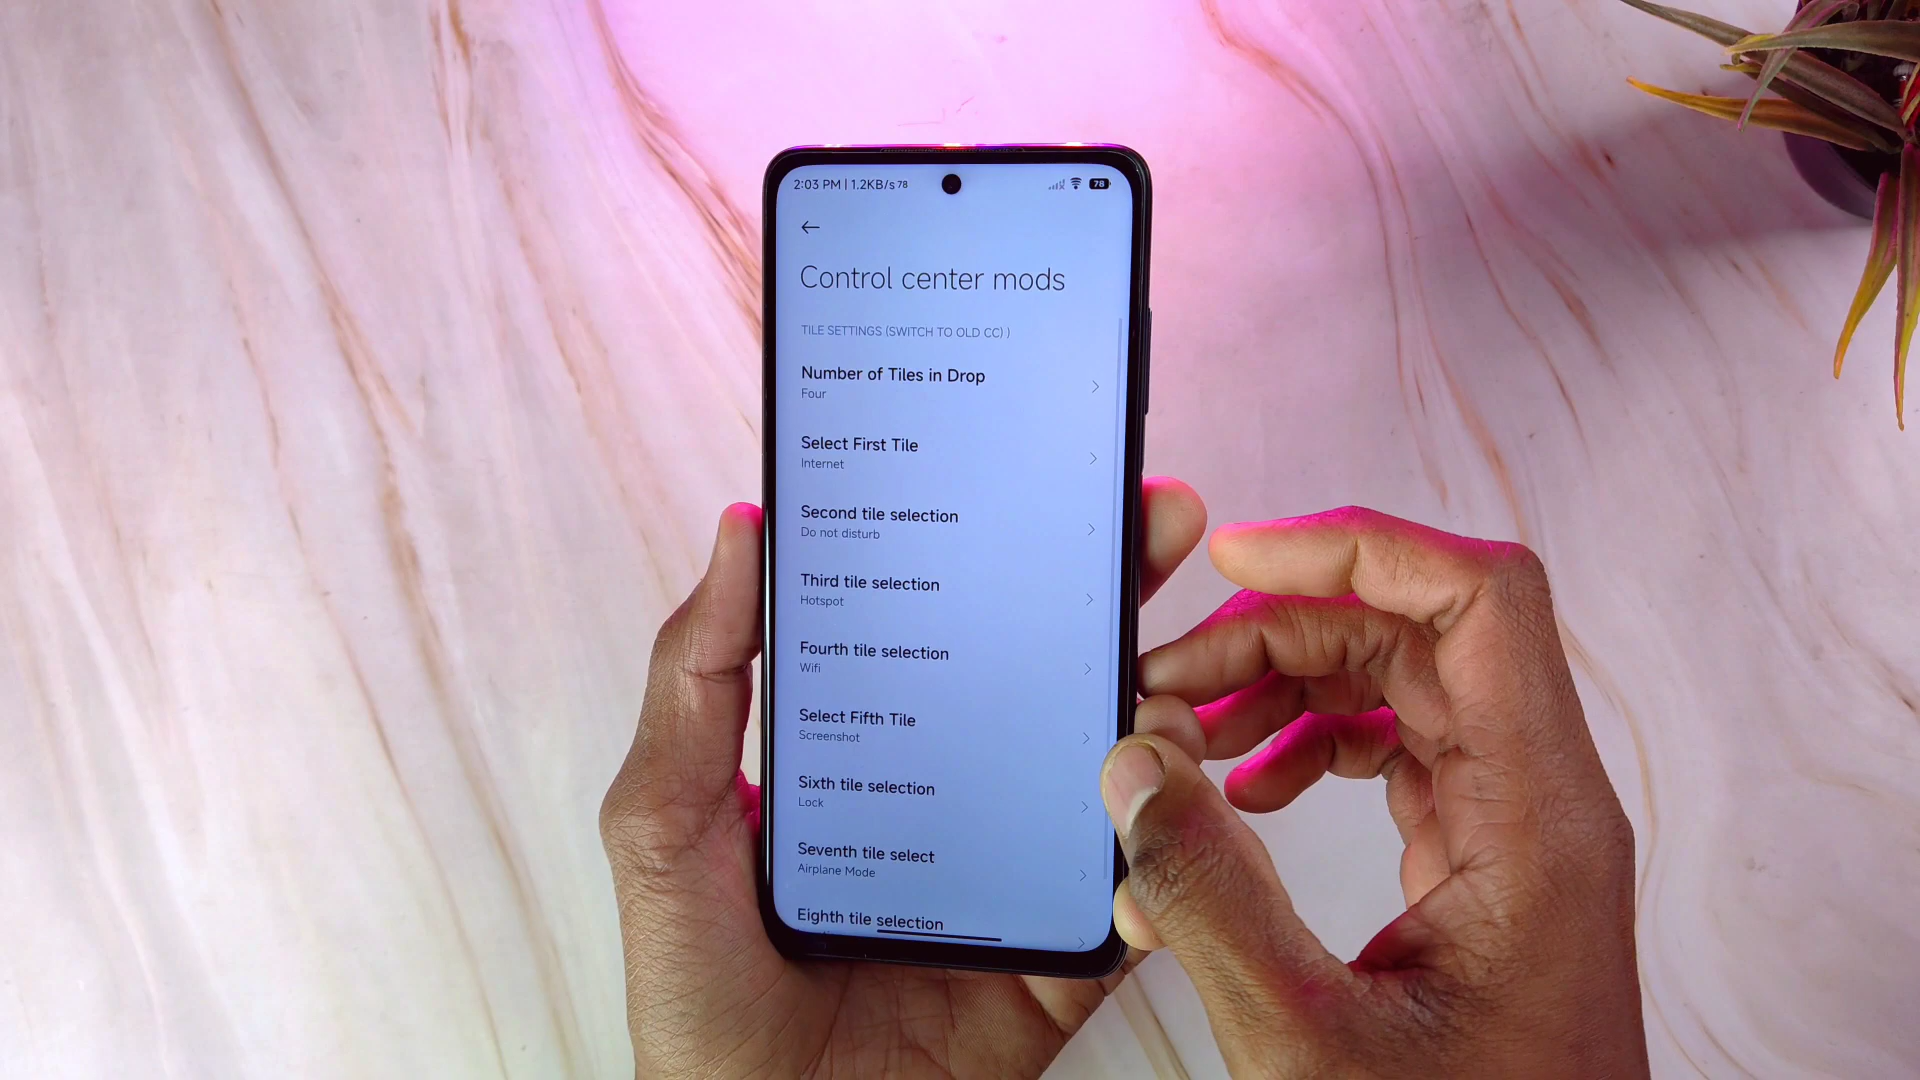 2:03 PM | 1.2KB/s 78
78
Control center mods
TILE SETTINGS (SWITCH TO OLD CC) )
Number of Tiles in Drop
Four
Select First Tile
Internet
Second tile selection
Do not disturb
Third tile selection
Hotspot
Fourth tile selection
Wifi
Select Fifth Tile
Screenshot
Sixth tile selection
Lock
Seventh tile select
Airplane Mode
Eighth tile selection